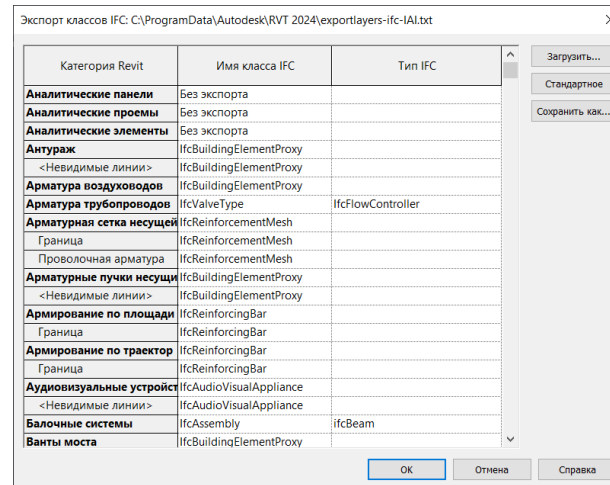 Экспорт классов IFC: C:\ProgramData\Autodesk\RVT 2024\exportlayers-ifc-IAI.txt
Категория Revit Имя класса IFC Тип IFC
Загрузить...
Стандартное
Сохранить как...
Аналитические панели Без экспорта
Аналитические проемы Без экспорта
Аналитические элементы Без экспорта
Антураж IfcBuildingElementProxy
<Невидимые линии> IfcBuildingElementProxy
Арматура воздуховодов IfcBuildingElementProxy
Арматура трубопроводов IfcValveType IfcFlowController
Арматурная сетка несущей IfcReinforcementMesh
Граница IfcReinforcementMesh
Проволочная арматура IfcReinforcementMesh
Арматурные пучки несущи IfcBuildingElementProxy
<Невидимые линии> IfcBuildingElementProxy
Армирование по площади IfcReinforcingBar
Граница IfcReinforcingBar
Армирование по траектор IfcReinforcingBar
Граница IfcReinforcingBar
Аудиовизуальные устройст IfcAudioVisualAppliance
<Невидимые линии> IfcAudioVisualAppliance
Балочные системы IfcAssembly ifcBeam
Ванты моста IfcBuildingElementProxy
ОК Отмена Справка